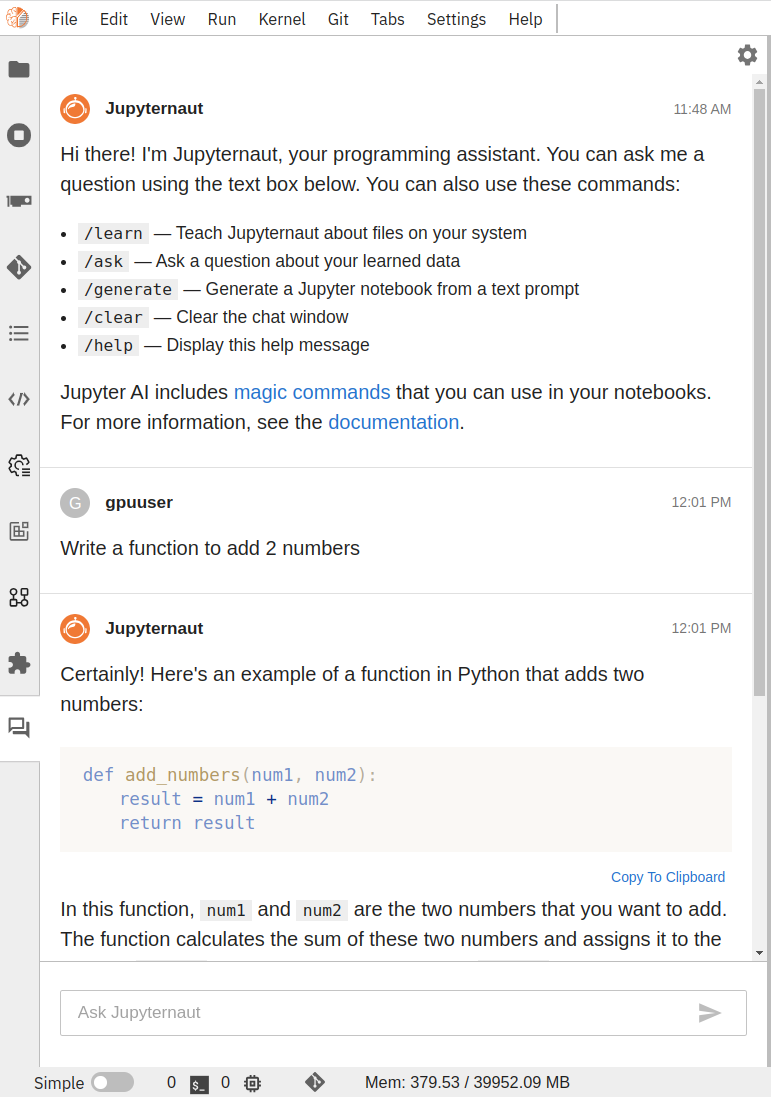 File Edit View Run Kernel Git Tabs Settings Help
Jupyternaut 11:48 AM
Hi there! I'm Jupyternaut, your programming assistant. You can ask me a
question using the text box below. You can also use these commands:
• /learn — Teach Jupyternaut about files on your system
• /ask — Ask a question about your learned data
• /generate — Generate a Jupyter notebook from a text prompt
• /clear — Clear the chat window
• /help — Display this help message
Jupyter AI includes magic commands that you can use in your notebooks.
For more information, see the documentation.
G gpuuser 12:01 PM
Write a function to add 2 numbers
Jupyternaut 12:01 PM
Certainly! Here's an example of a function in Python that adds two
numbers:
def add_numbers(num1, num2):
    result = num1 + num2
    return result
Copy To Clipboard
In this function, num1 and num2 are the two numbers that you want to add.
The function calculates the sum of these two numbers and assigns it to the
Ask Jupyternaut
Simple 0 $_ 0 Mem: 379.53 / 39952.09 MB